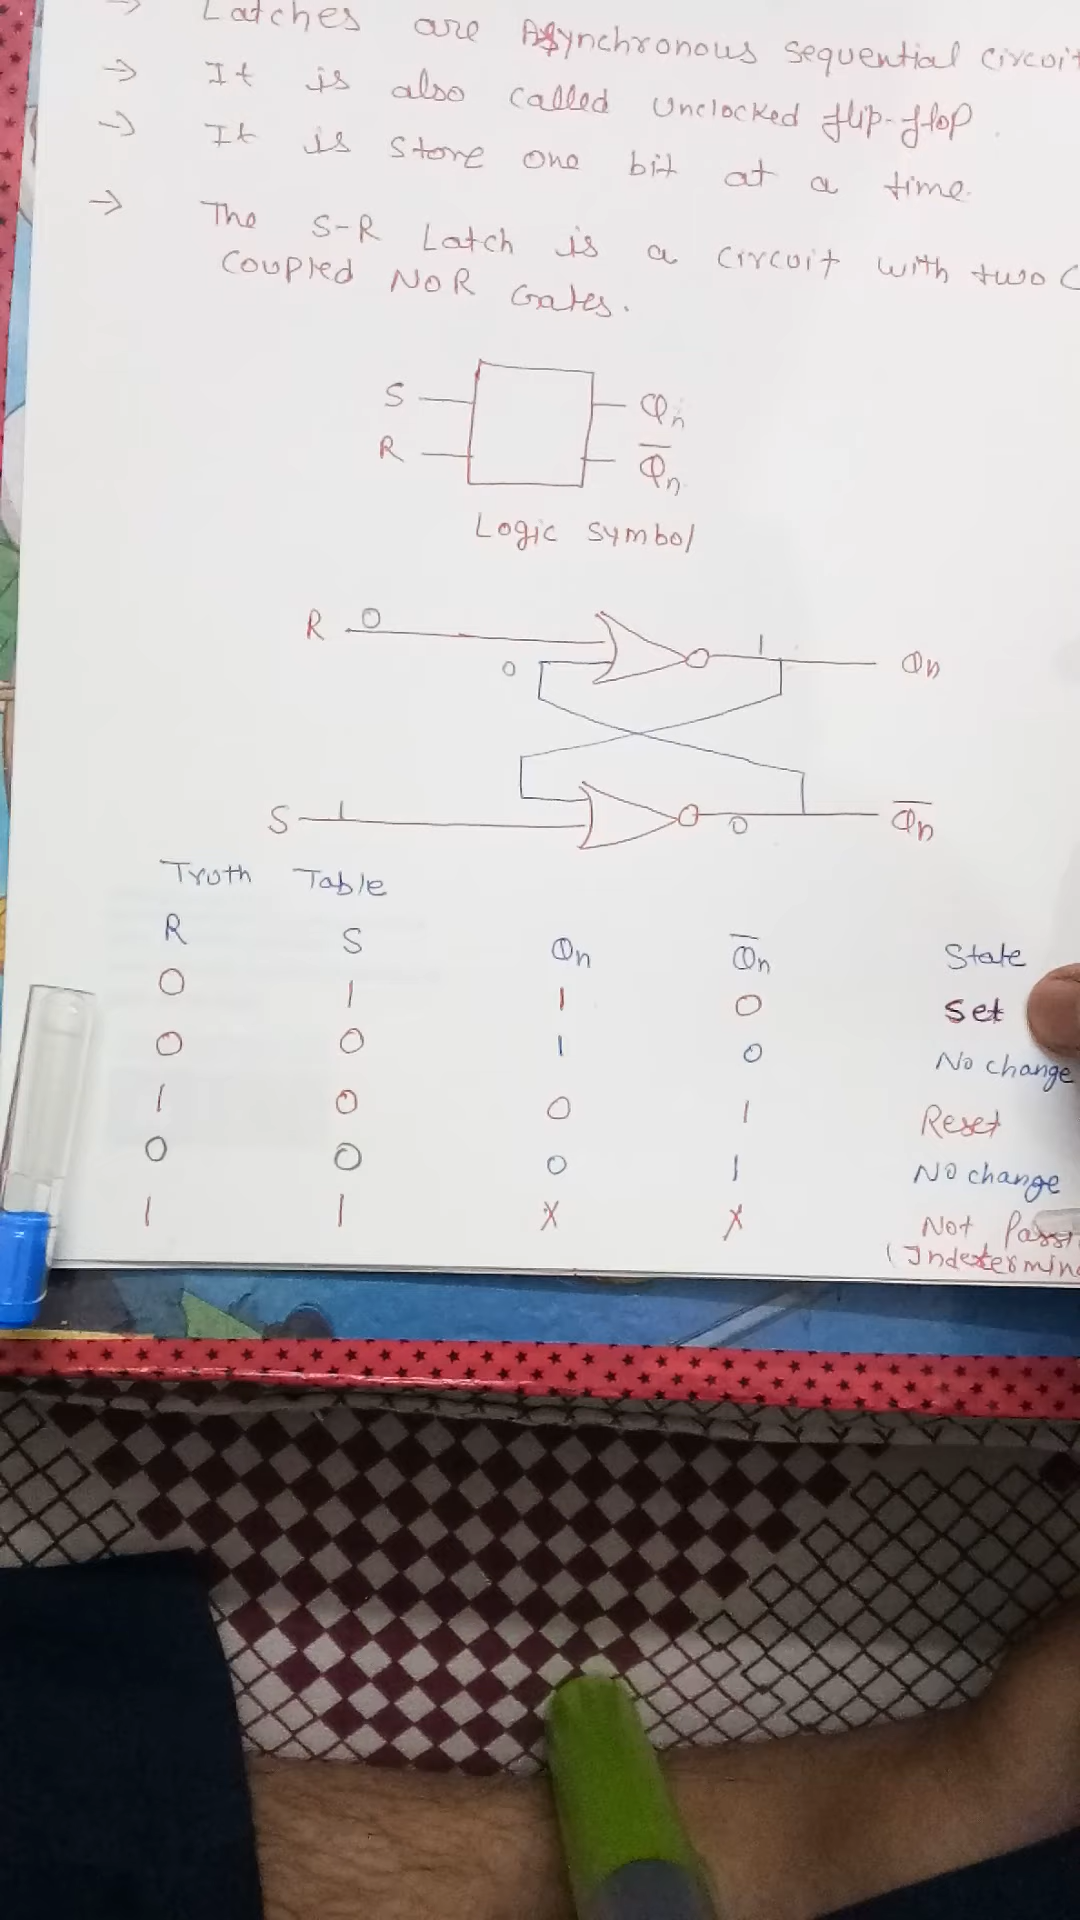 → Latches are Asynchronous sequential circuit
→ It is also called unclocked flip-flop.
→ It is store one bit at a time.
→ The S-R Latch is a circuit with two
coupled NOR Gates.
S Qn
R Q̅n
Logic symbol
R 0 1 Qn
0
S 1 0 Q̅n
Truth Table
R S Qn Q̅n State
0 1 1 0 Set
0 0 1 0 No change
1 0 0 1 Reset
0 0 0 1 No change
1 1 X X Not